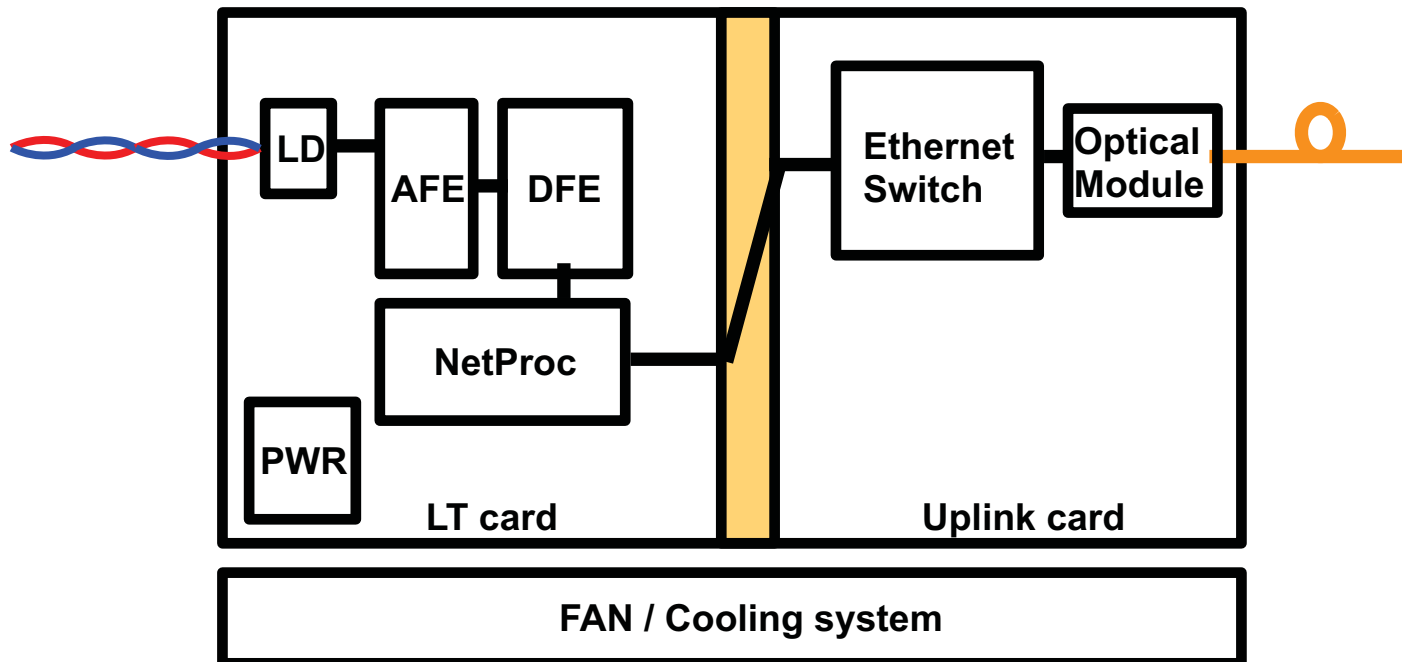 LD
AFE
DFE
NetProc
PWR
LT card
Ethernet
Switch
Optical
Module
Uplink card
FAN / Cooling system